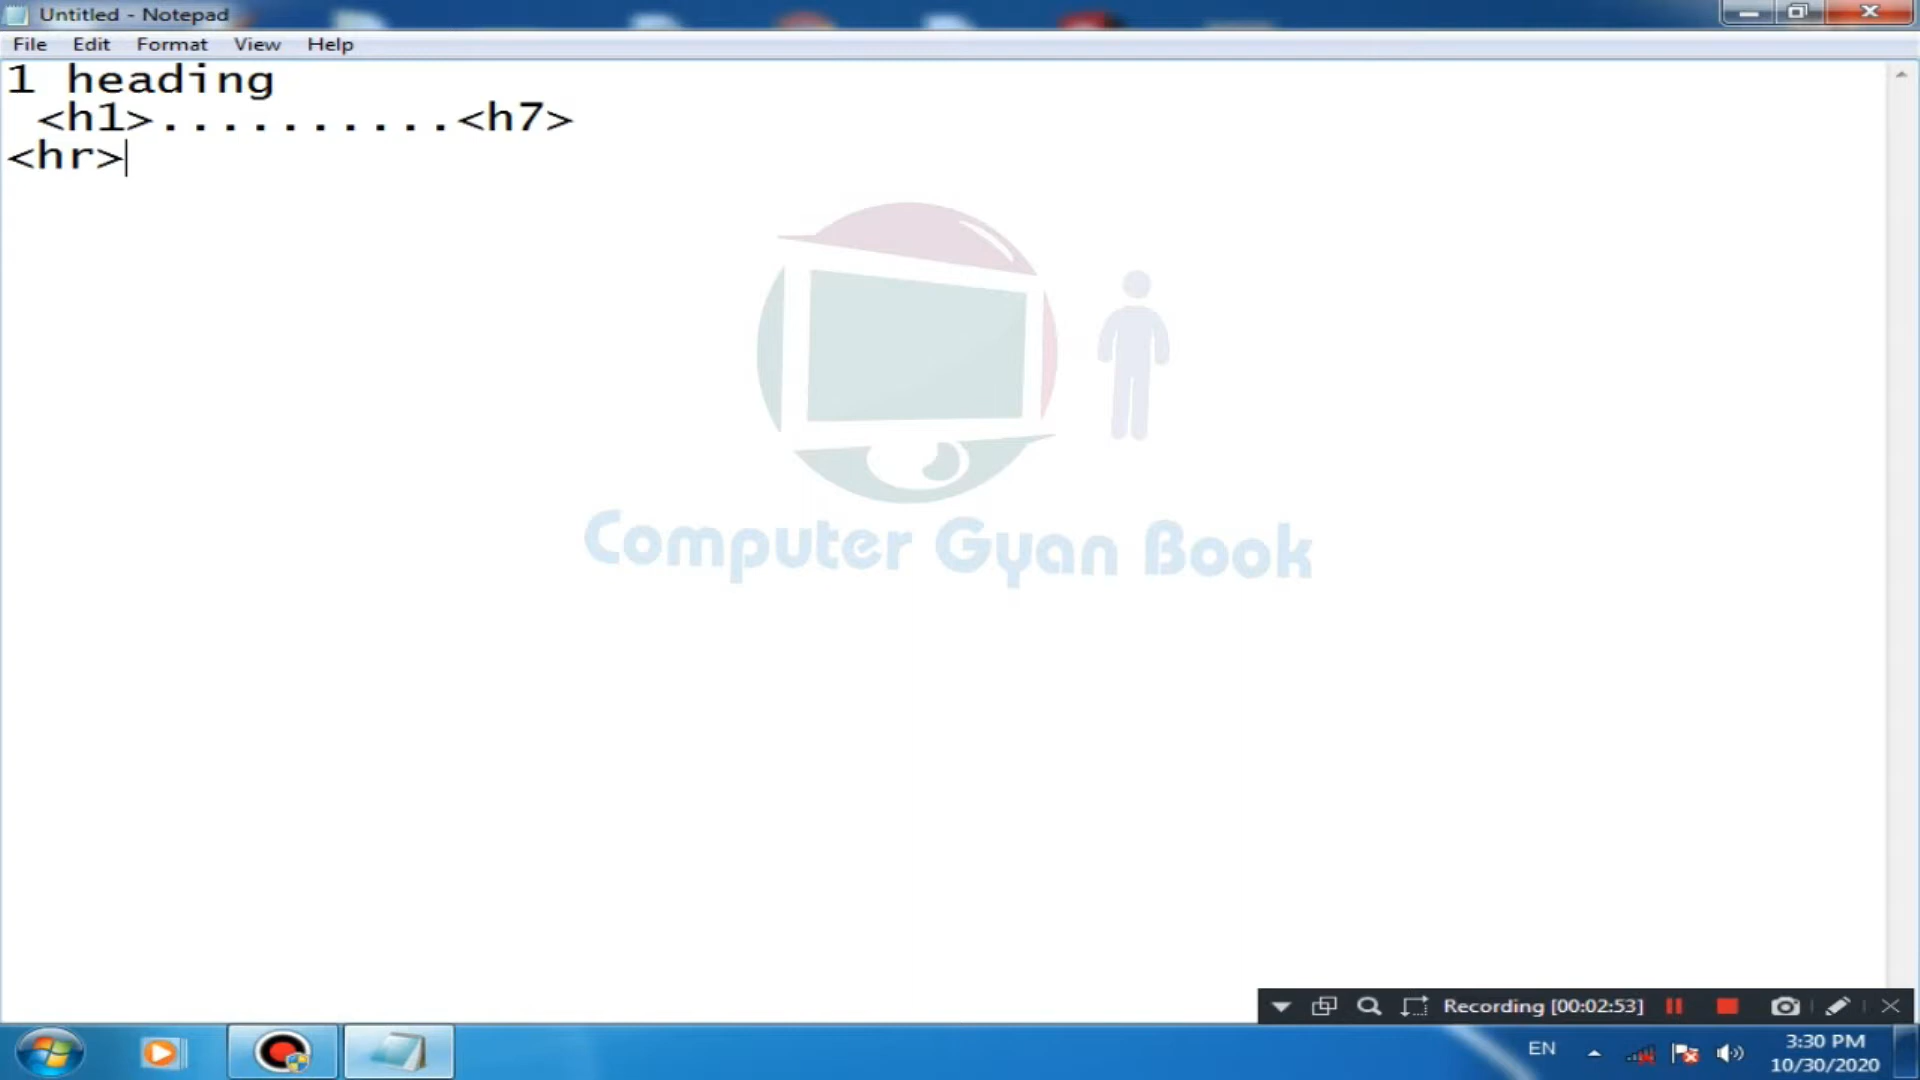 Untitled - Notepad
File Edit Format View Help
1 heading
<h1>..........<h7>
<hr>
Computer Gyan Book
Recording [00:02:53]
EN
3:30 PM
10/30/2020